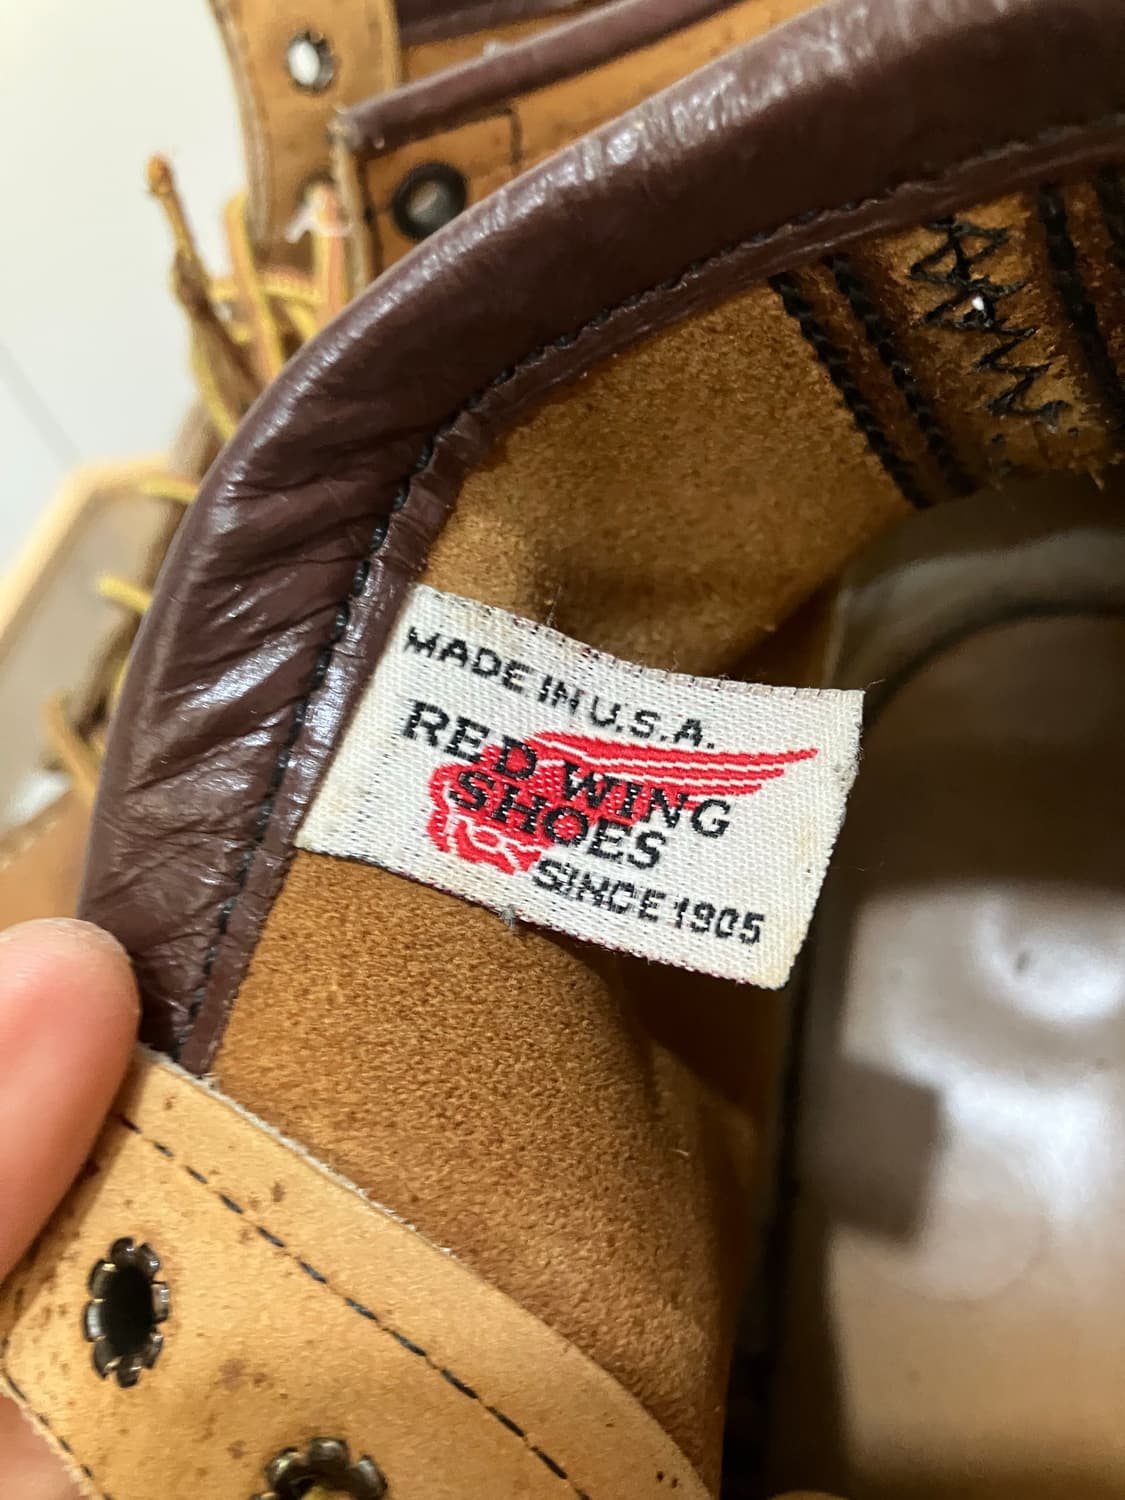 MADE IN U.S.A.
RED WING
SHOES
SINCE 1905